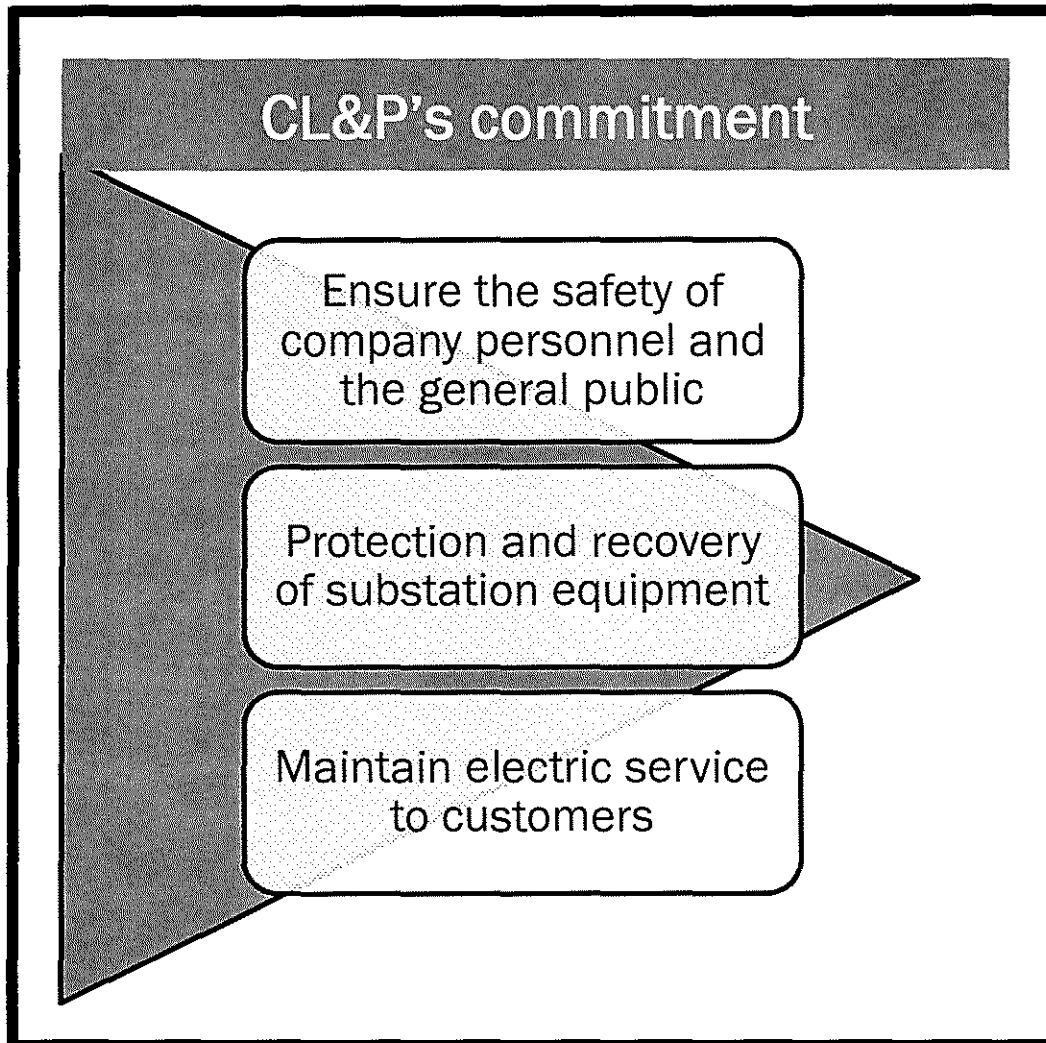 CL&P's commitment
Ensure the safety of
company personnel and
the general public
Protection and recovery
of substation equipment
Maintain electric service
to customers